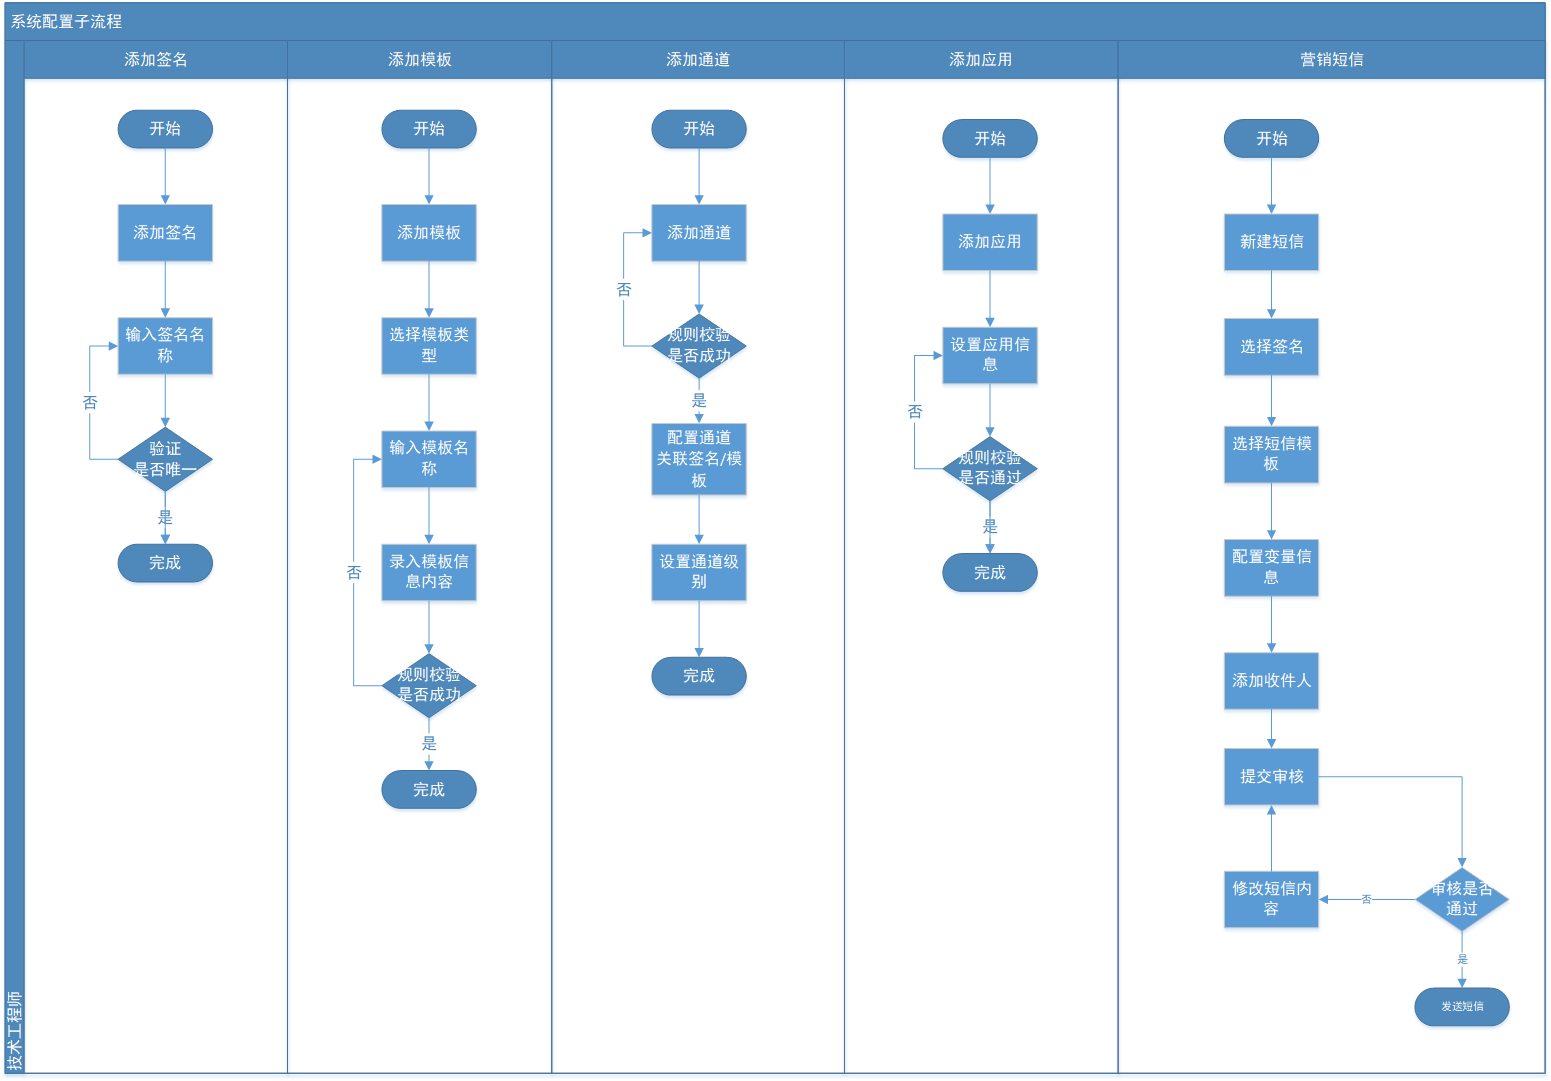 系统配置子流程
添加签名
添加模板
添加通道
添加应用
营销短信
技术工程师
开始
添加签名
输入签名名
称
否
验证
是否唯一
是
完成
开始
添加模板
选择模板类
型
输入模板名
称
录入模板信
息内容
否
规则校验
是否成功
是
完成
开始
添加通道
否
规则校验
是否成功
是
配置通道
关联签名/模
板
设置通道级
别
完成
开始
添加应用
设置应用信
息
否
规则校验
是否通过
是
完成
开始
新建短信
选择签名
选择短信模
板
配置变量信
息
添加收件人
提交审核
修改短信内
容
否
审核是否
通过
是
发送短信